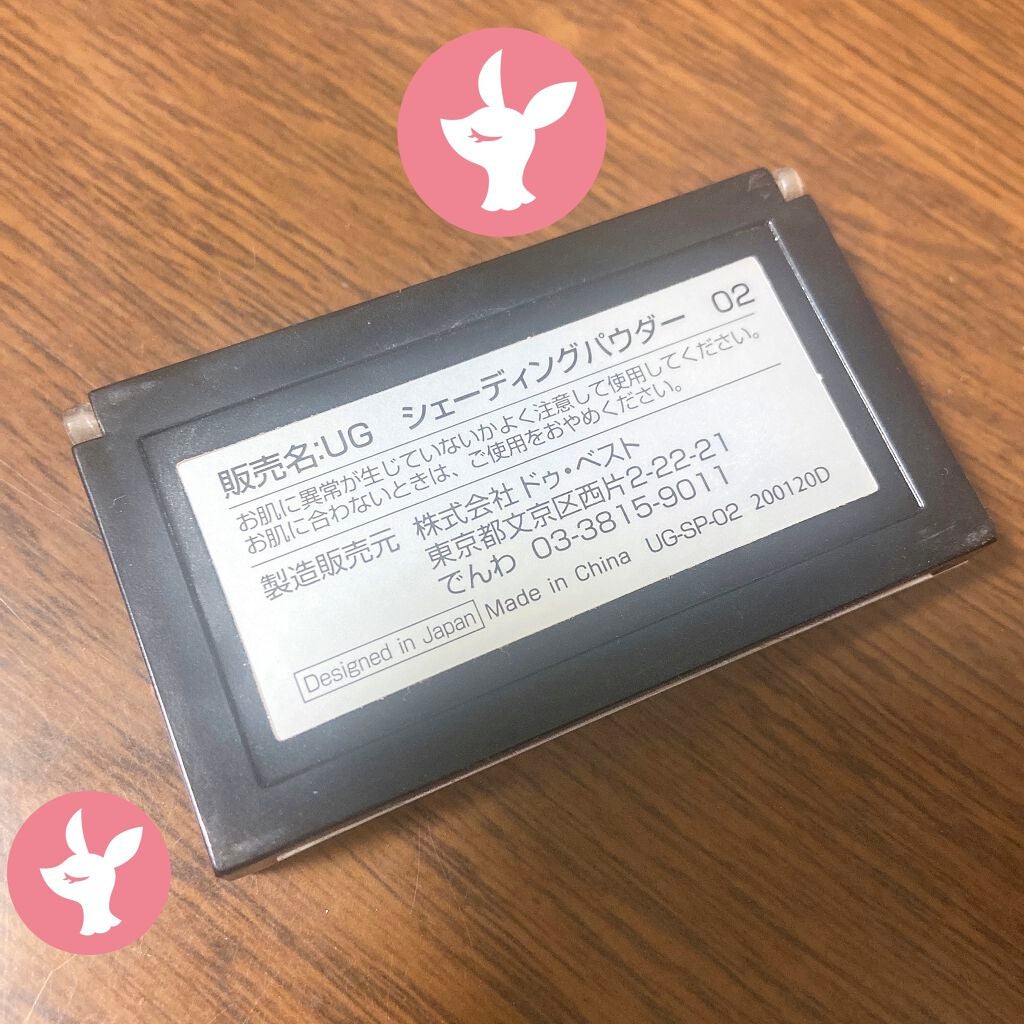 販売名:UG シェーディングパウダー 02
お肌に異常が生じていないかよく注意して使用してください。
お肌に合わないときは、ご使用をおやめください。
製造販売元 株式会社 ドゥ・ベスト
東京都文京区西片2-22-21
でんわ 03-3815-9011
Designed in Japan Made in China UG-SP-02 200120D